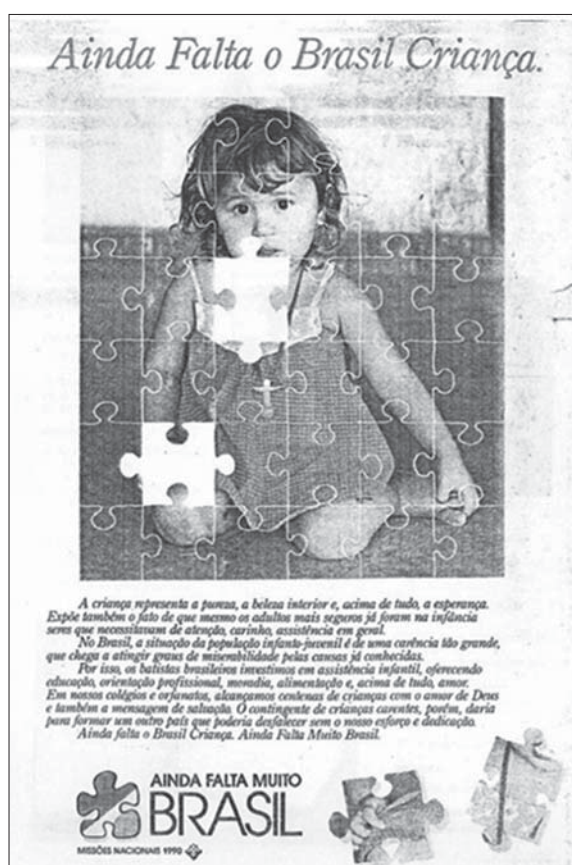 Ainda Falta o Brasil Criança.
A criança representa a pureza, a beleza interior e, acima de tudo, a esperança.
Expõe também o fato de que mesmo os adultos mais seguros já foram na infância
seres que necessitavam de atenção, carinho, assistência em geral.
No Brasil, a situação da população infanto-juvenil é de uma carência tão grande,
que chega a atingir graus de miserabilidade pelas causas já conhecidas.
Por isso, os batistas brasileiros investimos em assistência infantil, oferecendo
educação, orientação profissional, moradia, alimentação e, acima de tudo, amor.
Em nossos colégios e orfanatos, alcançamos centenas de crianças com o amor de Deus
e também a mensagem de salvação. O contingente de crianças carentes, porém, daria
para formar um outro país que poderia desfalecer sem o nosso esforço e dedicação.
Ainda falta o Brasil Criança. Ainda Falta Muito Brasil.
AINDA FALTA MUITO
BRASIL
MISSÕES NACIONAIS 1990